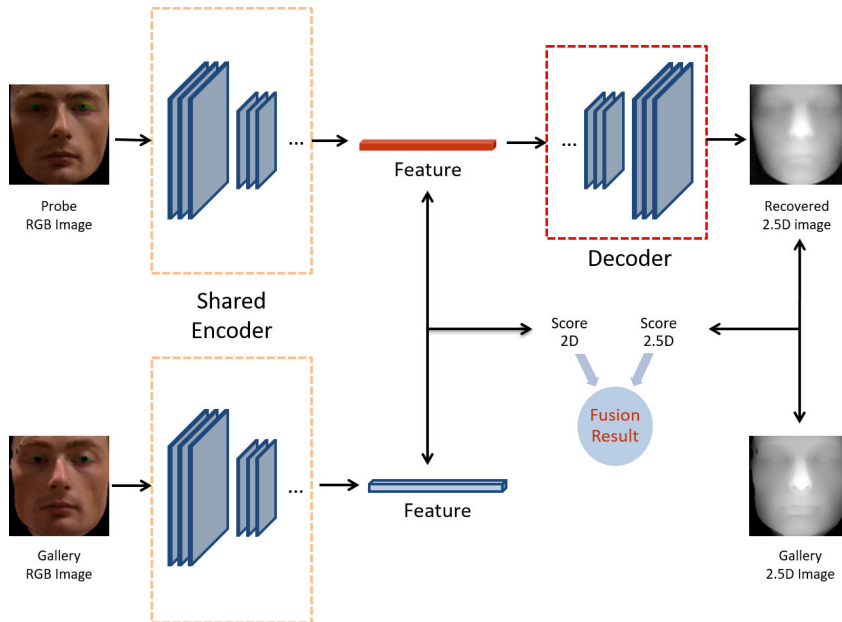 ...
...
Probe
RGB Image
Feature
Decoder
Recovered
2.5D image
Shared
Encoder
Score
2D
Score
2.5D
Fusion
Result
...
Gallery
RGB Image
Feature
Gallery
2.5D Image